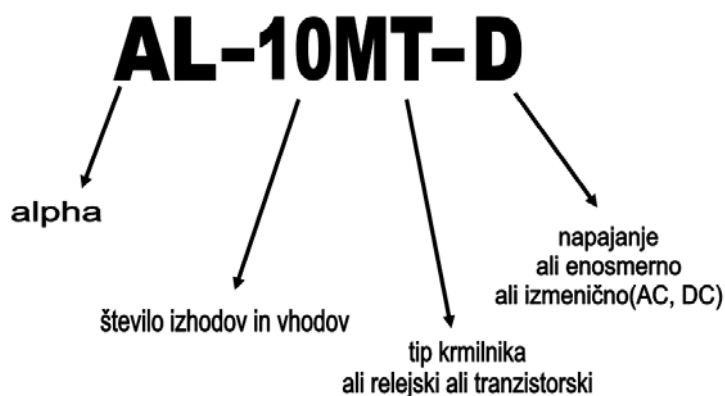 AL-10MT-D
alpha
število izhodov in vhodov
tip krmilnika
ali relejski ali tranzistorski
napajanje
ali enosmerno
ali izmenično(AC, DC)